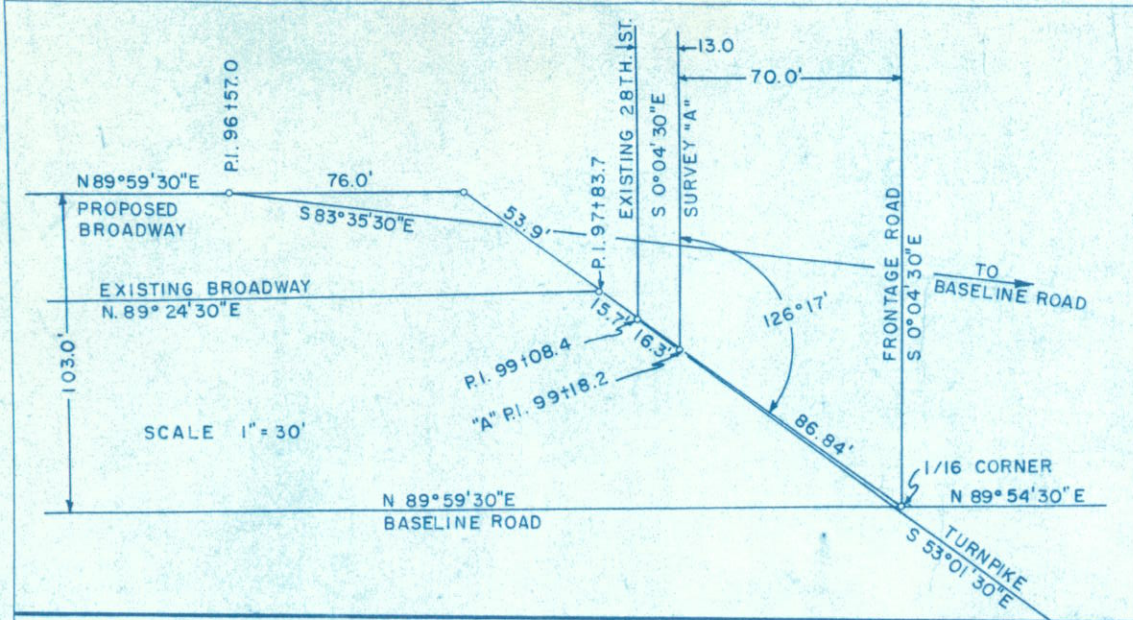 P.I. 96+57.0
EXISTING 28TH. ST.
S 0°04'30"E
SURVEY "A"
13.0
70.0'
N 89°59'30"E
PROPOSED
BROADWAY
76.0'
S 83°35'30"E
53.9'
P.I. 97+83.7
FRONTAGE ROAD
S 0°04'30"E
TO
BASELINE ROAD
EXISTING BROADWAY
N. 89°24'30"E
15.7'
16.3'
126°17'
P.I. 99+08.4
"A" P.I. 99+18.2
103.0'
SCALE 1"=30'
86.84'
1/16 CORNER
N 89°54'30"E
N 89°59'30"E
BASELINE ROAD
TURNPIKE
S 53°01'30"E